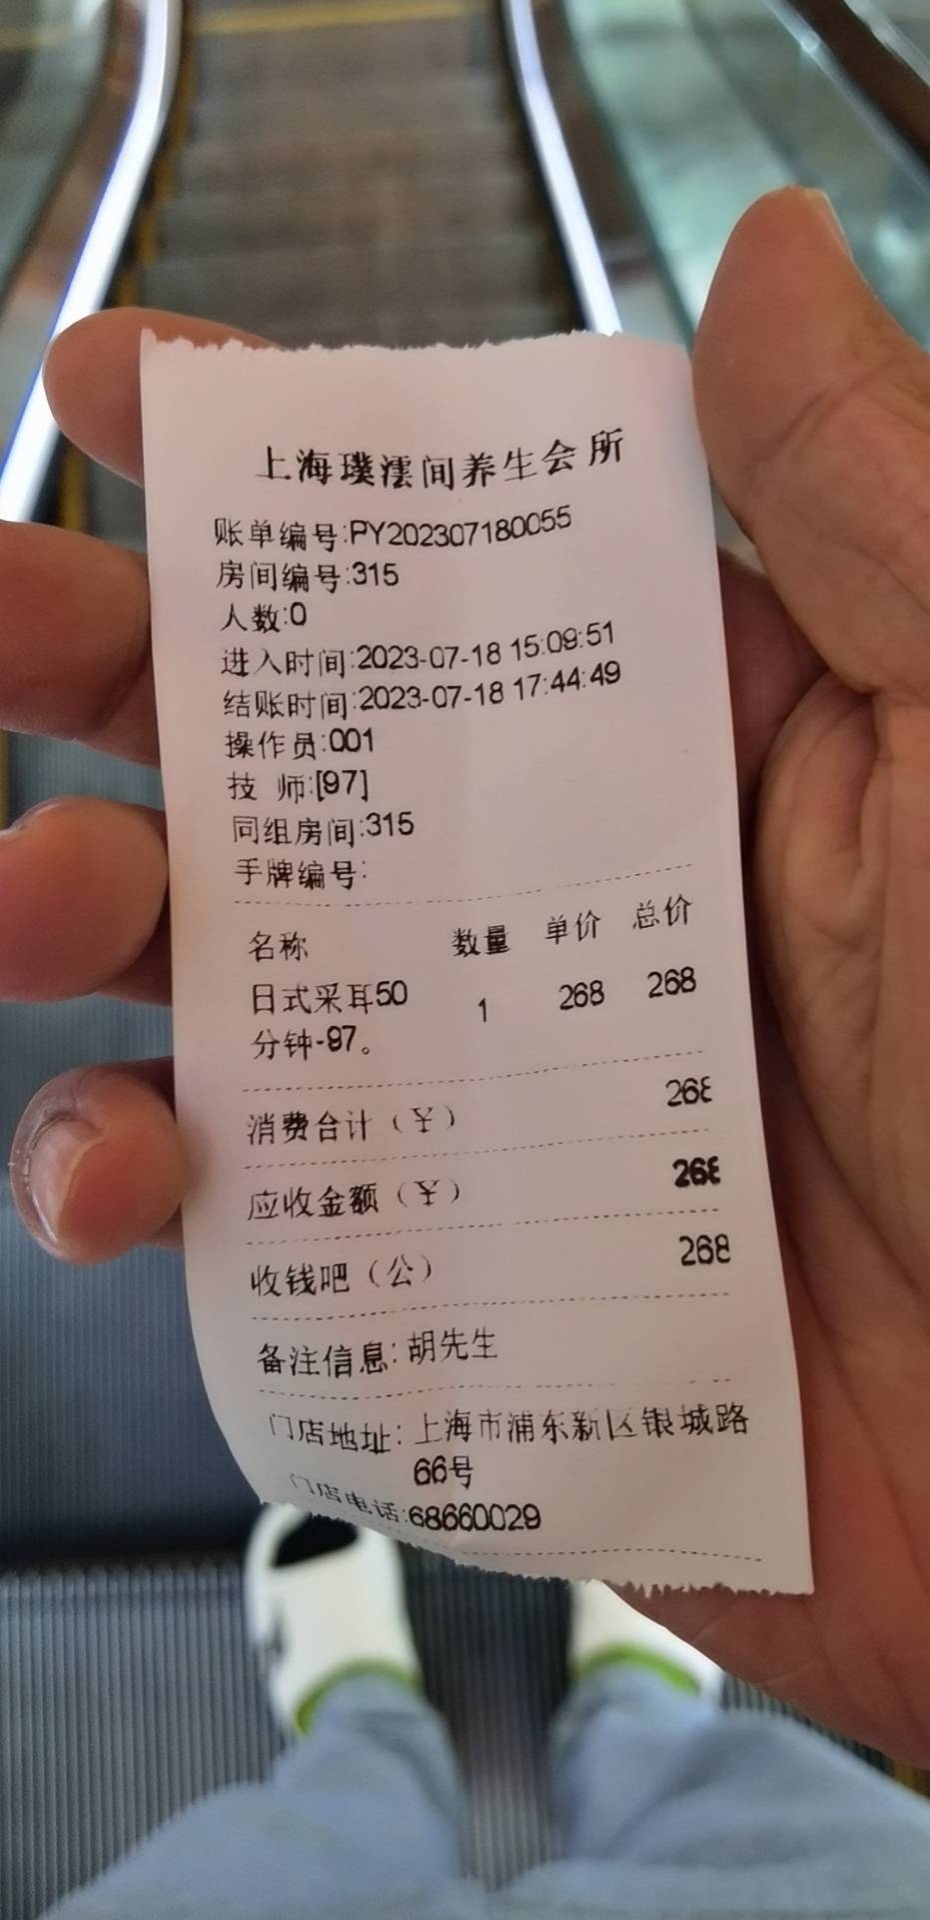 上海璞澐间养生会所
账单编号:PY202307180055
房间编号:315
人数:0
进入时间:2023-07-18 15:09:51
结账时间:2023-07-18 17:44:49
操作员:001
技 师:[97]
同组房间:315
手牌编号:
名称 数量 单价 总价
日式采耳50 1 268 268
分钟-97。
消费合计（¥） 268
应收金额（¥） 268
收钱吧（公） 268
备注信息: 胡先生
门店地址: 上海市浦东新区银城路
66号
门店电话:68660029